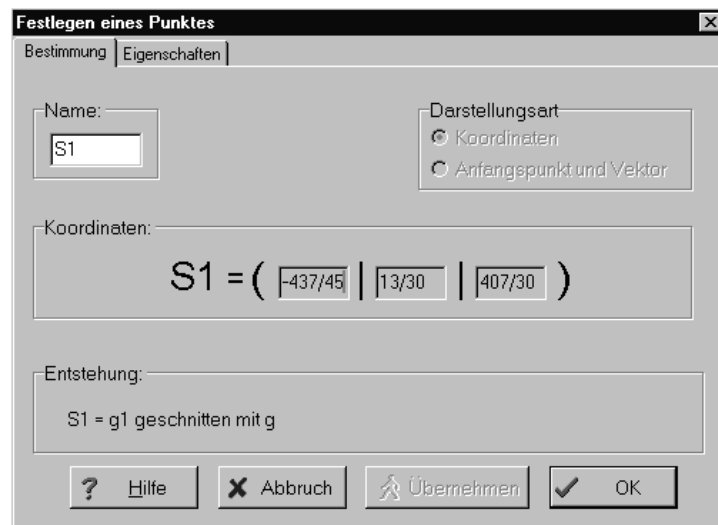 Festlegen eines Punktes
Bestimmung Eigenschaften
Name:
S1
Darstellungsart
Koordinaten
Anfangspunkt und Vektor
Koordinaten:
S1 = ( -437/45 | 13/30 | 407/30 )
Entstehung:
S1 = g1 geschnitten mit g
? Hilfe Abbruch Übernehmen OK